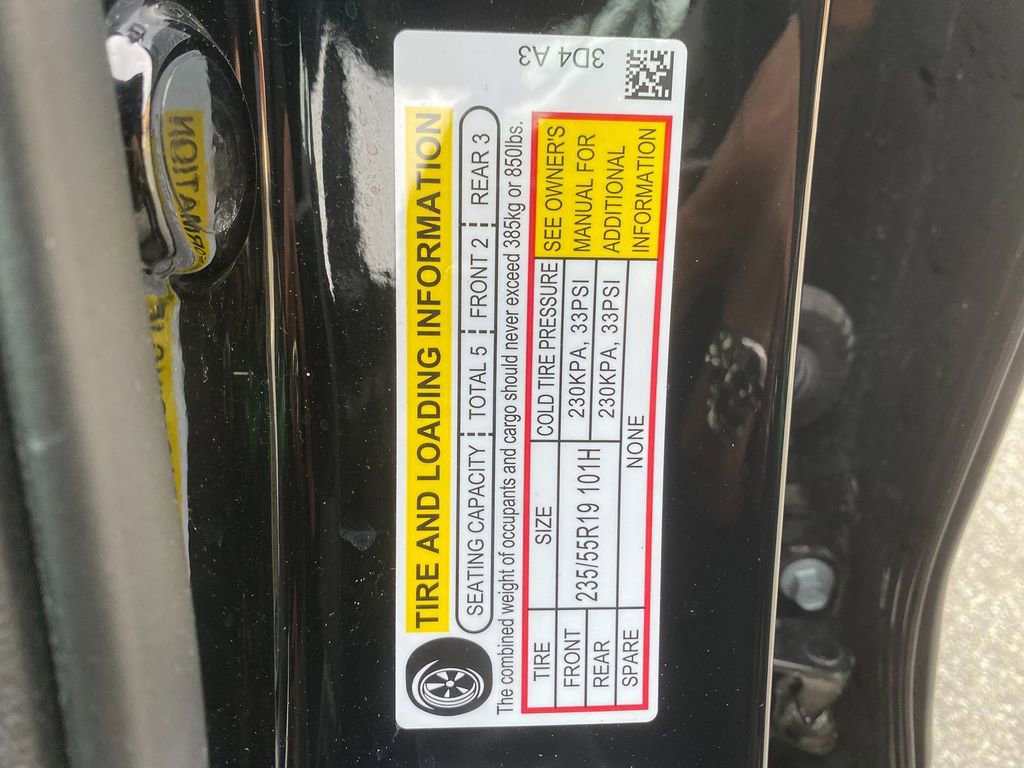 3D4 A3
TIRE AND LOADING INFORMATION
SEATING CAPACITY TOTAL 5 FRONT 2 REAR 3
The combined weight of occupants and cargo should never exceed 385kg or 850lbs.
TIRE SIZE COLD TIRE PRESSURE SEE OWNER'S
FRONT 235/55R19 101H 230KPA, 33PSI MANUAL FOR
REAR 230KPA, 33PSI ADDITIONAL
SPARE NONE INFORMATION